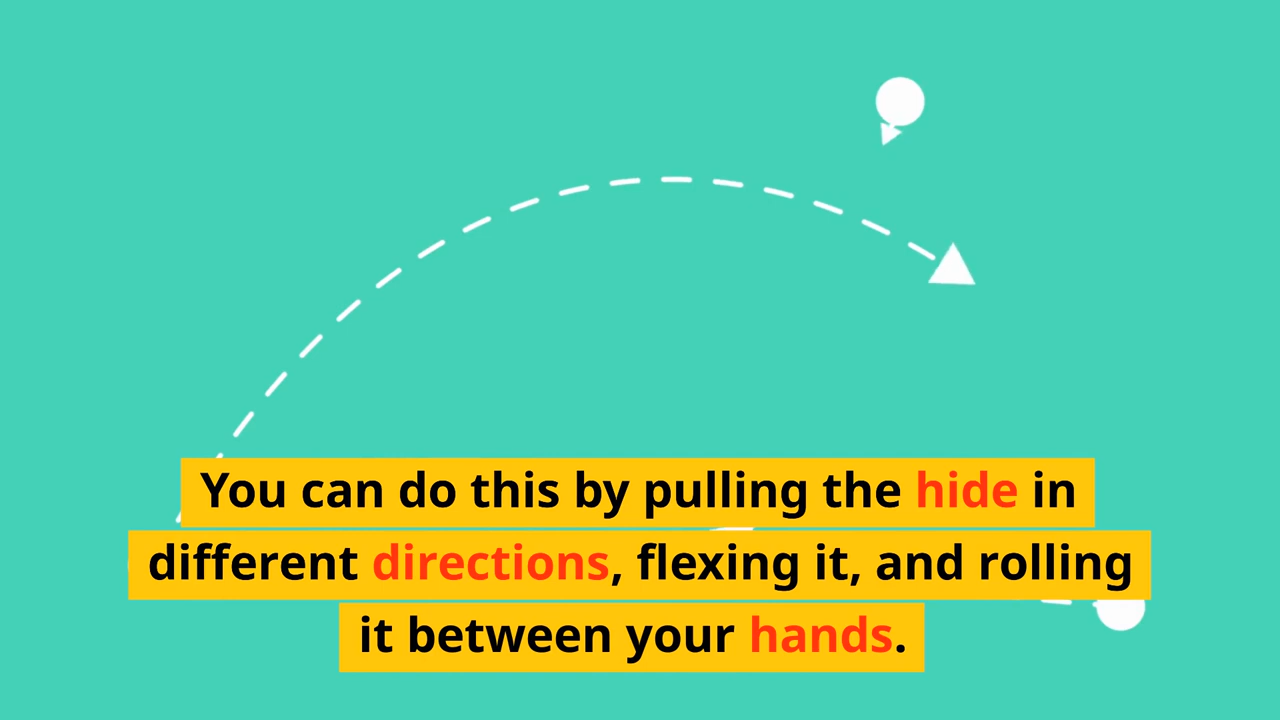 You can do this by pulling the hide in
different directions, flexing it, and rolling
it between your hands.